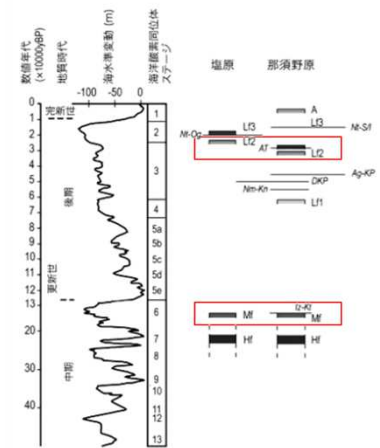 数値年代
(×10000yBP)
地質時代
海水準変動 (m)
海洋酸素同位体
ステージ
塩原
那須野原
-100
-50
0
0
1
2
3
4
5
6
7
8
9
10
11
12
13
20
30
40
完新世
後期
更新世
中期
1
2
3
4
5a
5b
5c
5d
5e
6
7
8
9
10
11
12
13
A
Lf3
Nt-S/I
Nt-Og
Lf3
Lf2
AT
Lf2
Ag-KP
DKP
Nm-Kn
Lf1
Iz-Kt
Mf
Mf
Hf
Hf